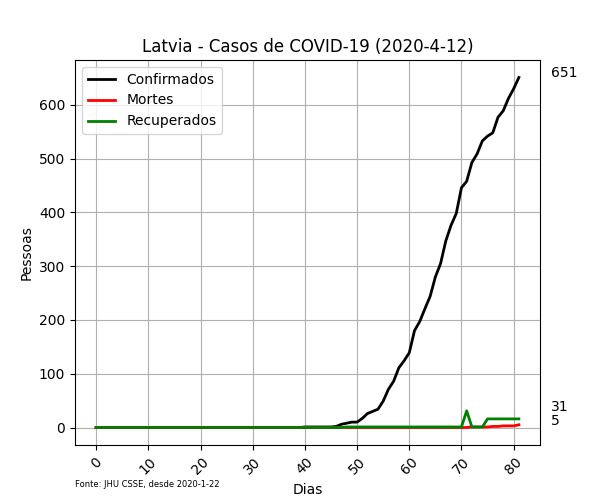 Latvia - Casos de COVID-19 (2020-4-12)
Confirmados
Mortes
Recuperados
651
31
5
Pessoas
600
500
400
300
200
100
0
0 10 20 30 40 50 60 70 80
Dias
Fonte: JHU CSSE, desde 2020-1-22